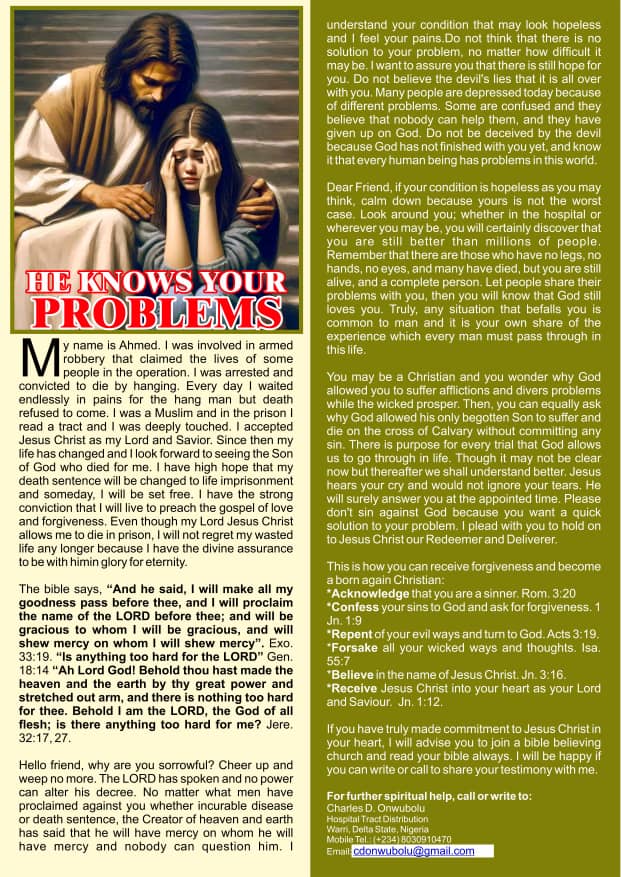 HE KNOWS YOUR
PROBLEMS
My name is Ahmed. I was involved in armed
robbery that claimed the lives of some
people in the operation. I was arrested and
convicted to die by hanging. Every day I waited
endlessly in pains for the hang man but death
refused to come. I was a Muslim and in the prison I
read a tract and I was deeply touched. I accepted
Jesus Christ as my Lord and Savior. Since then my
life has changed and I look forward to seeing the Son
of God who died for me. I have high hope that my
death sentence will be changed to life imprisonment
and someday, I will be set free. I have the strong
conviction that I will live to preach the gospel of love
and forgiveness. Even though my Lord Jesus Christ
allows me to die in prison, I will not regret my wasted
life any longer because I have the divine assurance
to be with himin glory for eternity.
The bible says, “And he said, I will make all my
goodness pass before thee, and I will proclaim
the name of the LORD before thee; and will be
gracious to whom I will be gracious, and will
shew mercy on whom I will shew mercy”. Exo.
33:19. “Is anything too hard for the LORD” Gen.
18:14 “Ah Lord God! Behold thou hast made the
heaven and the earth by thy great power and
stretched out arm, and there is nothing too hard
for thee. Behold I am the LORD, the God of all
flesh; is there anything too hard for me? Jere.
32:17, 27.
Hello friend, why are you sorrowful? Cheer up and
weep no more. The LORD has spoken and no power
can alter his decree. No matter what men have
proclaimed against you whether incurable disease
or death sentence, the Creator of heaven and earth
has said that he will have mercy on whom he will
have mercy and nobody can question him. I
understand your condition that may look hopeless
and I feel your pains.Do not think that there is no
solution to your problem, no matter how difficult it
may be. I want to assure you that there is still hope for
you. Do not believe the devil's lies that it is all over
with you. Many people are depressed today because
of different problems. Some are confused and they
believe that nobody can help them, and they have
given up on God. Do not be deceived by the devil
because God has not finished with you yet, and know
it that every human being has problems in this world.
Dear Friend, if your condition is hopeless as you may
think, calm down because yours is not the worst
case. Look around you; whether in the hospital or
wherever you may be, you will certainly discover that
you are still better than millions of people.
Remember that there are those who have no legs, no
hands, no eyes, and many have died, but you are still
alive, and a complete person. Let people share their
problems with you, then you will know that God still
loves you. Truly, any situation that befalls you is
common to man and it is your own share of the
experience which every man must pass through in
this life.
You may be a Christian and you wonder why God
allowed you to suffer afflictions and divers problems
while the wicked prosper. Then, you can equally ask
why God allowed his only begotten Son to suffer and
die on the cross of Calvary without committing any
sin. There is purpose for every trial that God allows
us to go through in life. Though it may not be clear
now but thereafter we shall understand better. Jesus
hears your cry and would not ignore your tears. He
will surely answer you at the appointed time. Please
don't sin against God because you want a quick
solution to your problem. I plead with you to hold on
to Jesus Christ our Redeemer and Deliverer.
This is how you can receive forgiveness and become
a born again Christian:
*Acknowledge that you are a sinner. Rom. 3:20
*Confess your sins to God and ask for forgiveness. 1
Jn. 1:9
*Repent of your evil ways and turn to God. Acts 3:19.
*Forsake all your wicked ways and thoughts. Isa.
55:7
*Believe in the name of Jesus Christ. Jn. 3:16.
*Receive Jesus Christ into your heart as your Lord
and Saviour. Jn. 1:12.
If you have truly made commitment to Jesus Christ in
your heart, I will advise you to join a bible believing
church and read your bible always. I will be happy if
you can write or call to share your testimony with me.
For further spiritual help, call or write to:
Charles D. Onwubolu
Hospital Tract Distribution
Warri, Delta State, Nigeria
Mobile Tel.: (+234) 8030910470
Email: cdonwubolu@gmail.com